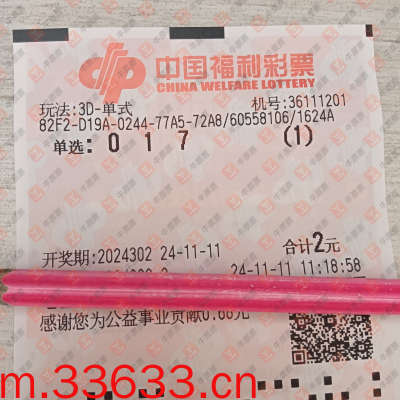 中国福利彩票
CHINA WELFARE LOTTERY
玩法:3D-单式 机号:36111201
82F2-D19A-0244-77A5-72A8/60558106/1624A
单选: 0 1 7 (1)
开奖期:2024302 24-11-11 合计2元
24-11-11 11:18:58
感谢您为公益事业贡献0.68元
m.33633.cn